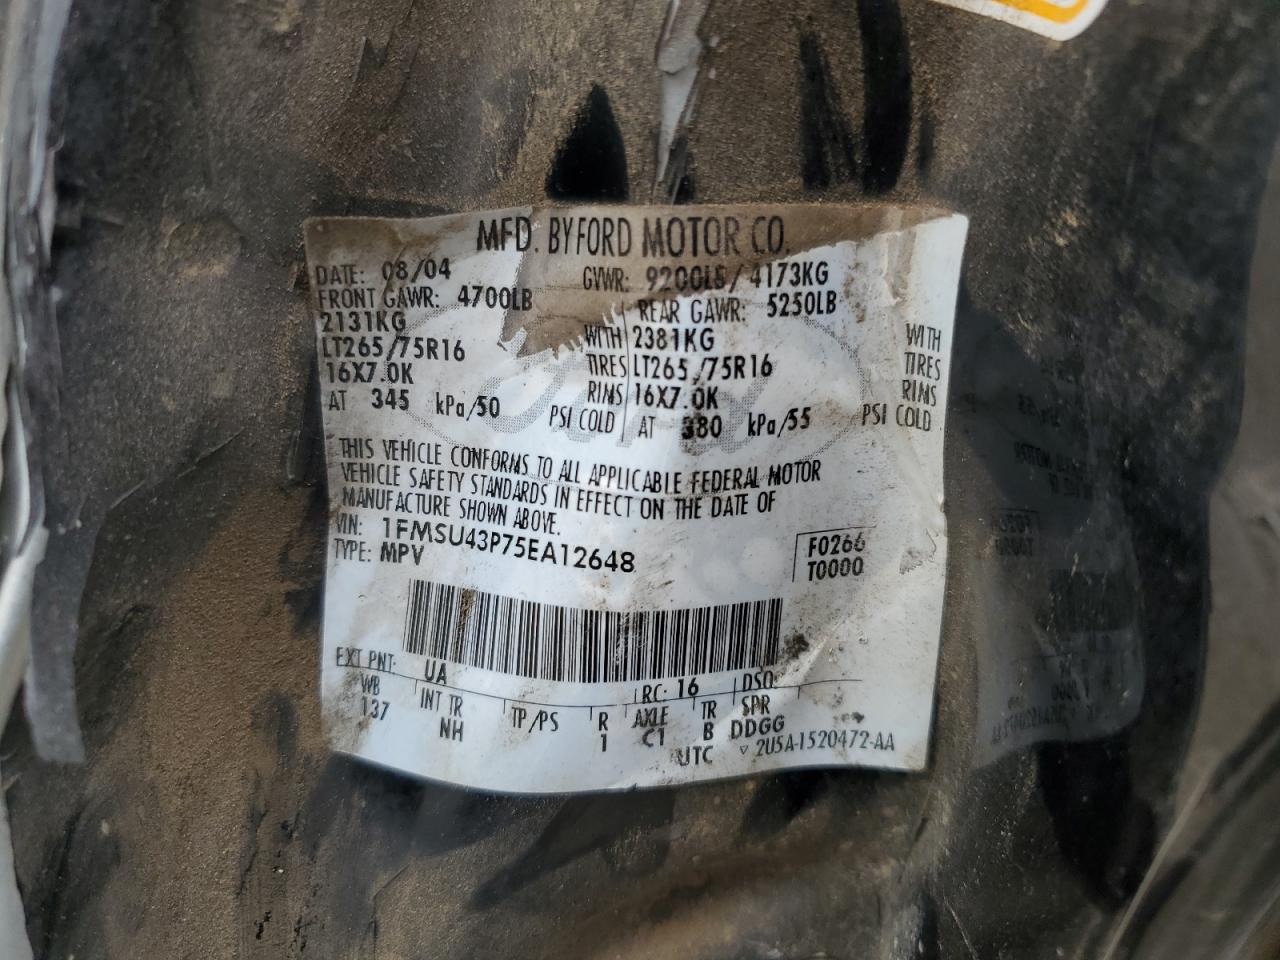 MFD. BY FORD MOTOR CO.
DATE: 08/04 GVWR: 9200LB/4173KG
FRONT GAWR: 4700LB REAR GAWR: 5250LB
2131KG WITH 2381KG WITH
LT265/75R16 TIRES LT265/75R16 TIRES
16X7.0K RIMS 16X7.0K RIMS
AT 345 kPa/50 PSI COLD AT 380 kPa/55 PSI COLD
THIS VEHICLE CONFORMS TO ALL APPLICABLE FEDERAL MOTOR
VEHICLE SAFETY STANDARDS IN EFFECT ON THE DATE OF
MANUFACTURE SHOWN ABOVE.
VIN: 1FMSU43P75EA12648
TYPE: MPV
F0266
T0000
EXT PNT: UA RC: 16 DSO:
WB INT TR TP/PS R AXLE TR SPR
137 NH 1 C1 B DDGG
UTC ▽ 2U5A-1520472-AA